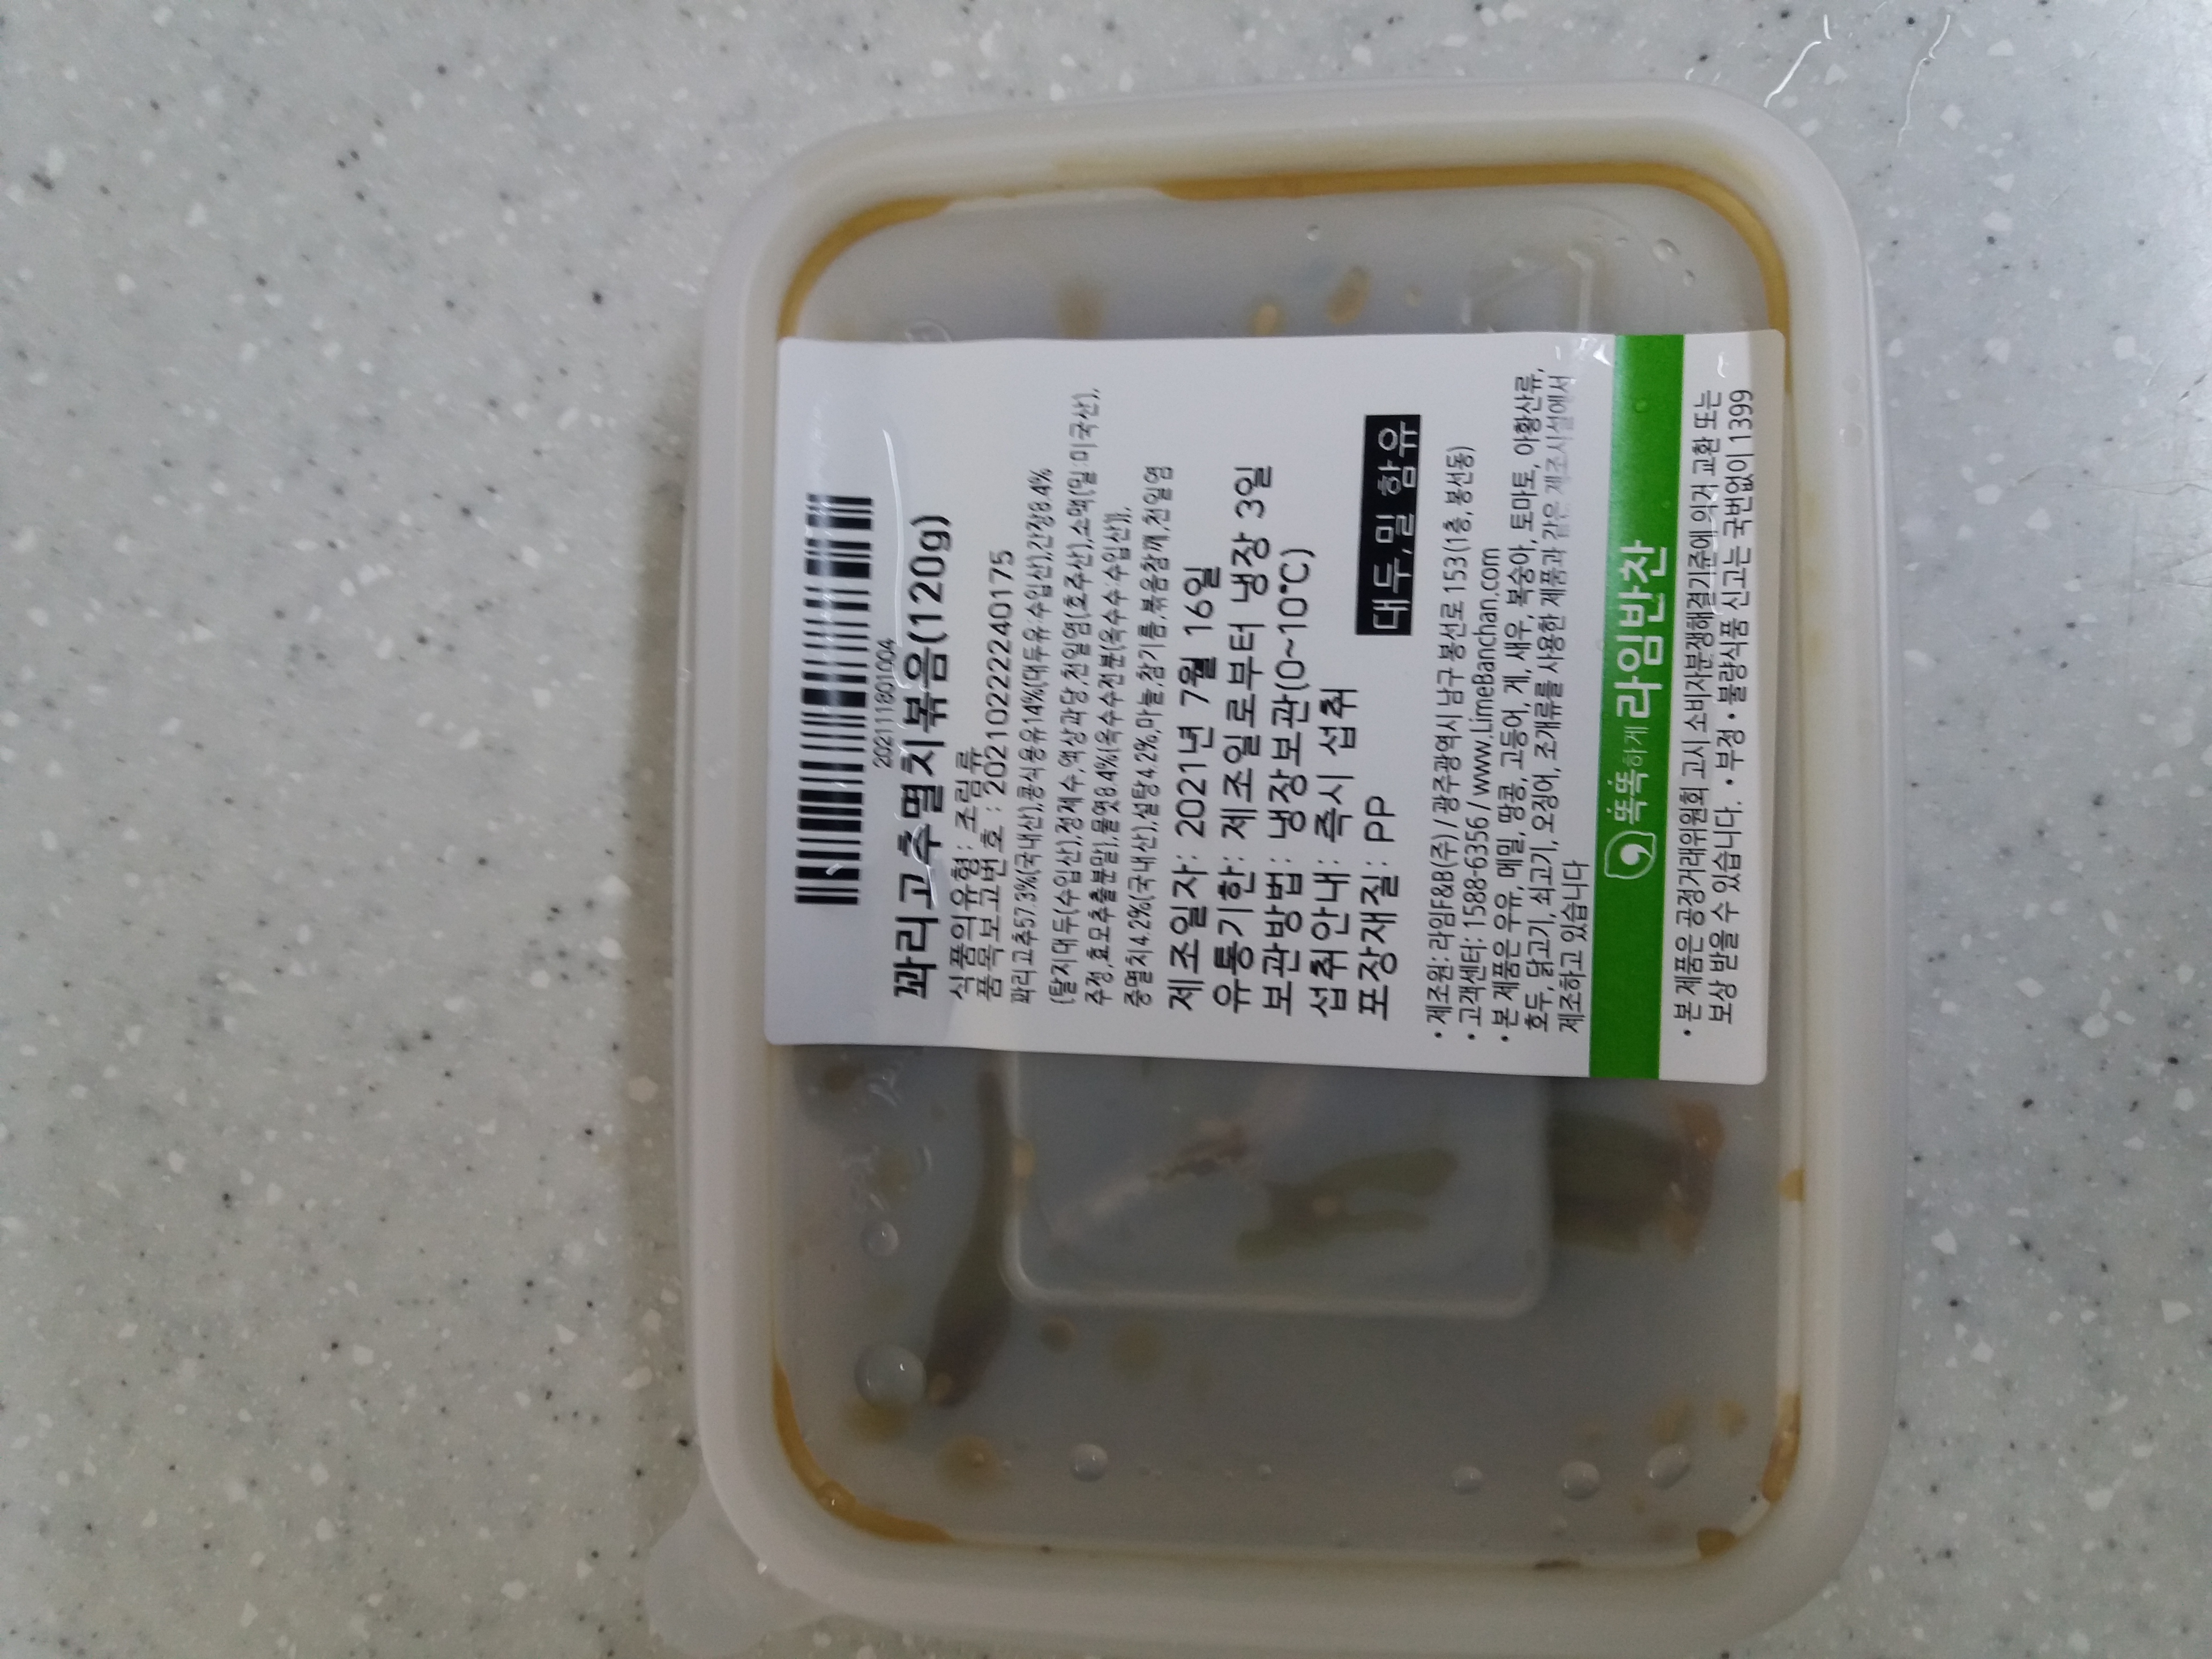 202111801004
꽈리고추멸치볶음(120g)
식품의유형: 조림류
품목보고번호 : 20210222240175
꽈리고추57.3%(국내산),콩식용유14%(대두유:수입산),간장8.4%
(탈지대두(수입산),정제수,액상과당,천일염(호주산),소맥(밀:미국산),
주정,효모추출분말),물엿8.4%(옥수수전분(옥수수:수입산)),
중멸치4.2%(국내산),설탕4.2%,마늘,참기름,볶음참깨,천일염
제조일자: 2021년 7월 16일
유통기한: 제조일로부터 냉장 3일
보관방법: 냉장보관(0~10℃)
섭취안내: 즉시 섭취
포장재질: PP
대두,밀 함유
• 제조원: 라임F&B(주) / 광주광역시 남구 봉선로 153 (1층, 봉선동)
• 고객센터: 1588-6356 / www.LimeBanchan.com
• 본 제품은 우유, 메밀, 땅콩, 고등어, 게, 새우, 복숭아, 토마토, 아황산류,
호두, 닭고기, 쇠고기, 오징어, 조개류를 사용한 제품과 같은 제조시설에서
제조하고 있습니다
똑똑하게 라임반찬
• 본 제품은 공정거래위원회 고시 소비자분쟁해결기준에 의거 교환 또는
보상 받을 수 있습니다. • 부정 • 불량식품 신고는 국번없이 1399